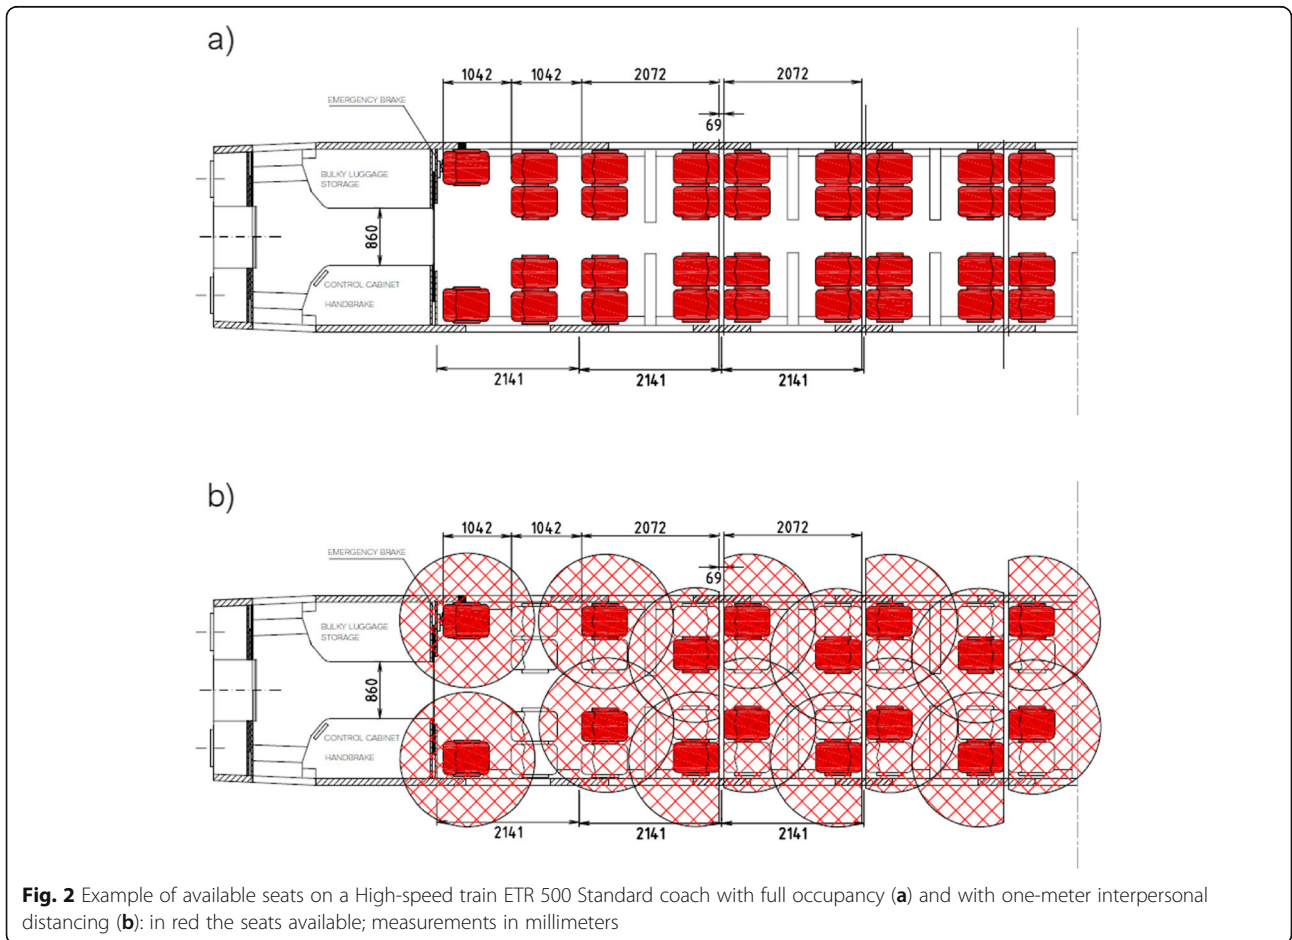 a)
1042 1042 2072 2072
EMERGENCY BRAKE
69
BULKY LUGGAGE
STORAGE
860
CONTROL CABINET
HANDBRAKE
2141 2141 2141
b)
1042 1042 2072 2072
EMERGENCY BRAKE
69
BULKY LUGGAGE
STORAGE
860
CONTROL CABINET
HANDBRAKE
2141 2141 2141
Fig. 2 Example of available seats on a High-speed train ETR 500 Standard coach with full occupancy (a) and with one-meter interpersonal
distancing (b): in red the seats available; measurements in millimeters